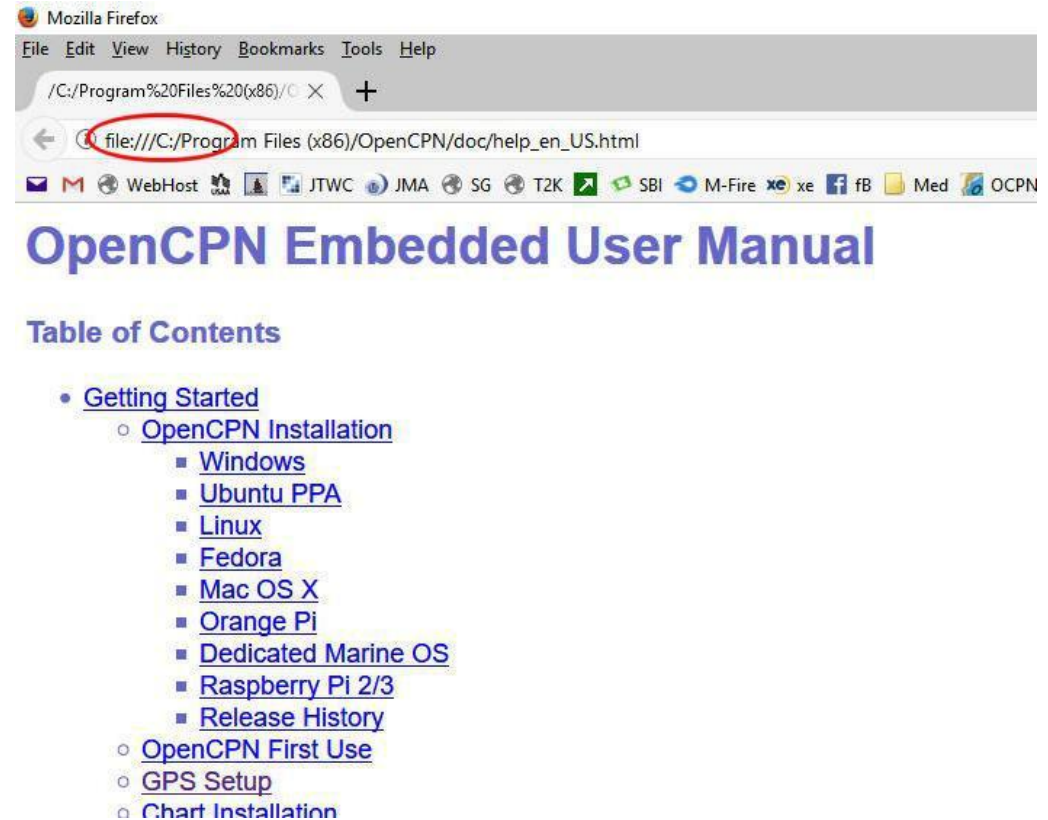 Mozilla Firefox
File Edit View History Bookmarks Tools Help
/C:/Program%20Files%20(x86)/O
file:///C:/Program Files (x86)/OpenCPN/doc/help_en_US.html
WebHost JTWC JMA SG T2K SBI M-Fire xe xe fB Med OCPN
OpenCPN Embedded User Manual
Table of Contents
Getting Started
OpenCPN Installation
Windows
Ubuntu PPA
Linux
Fedora
Mac OS X
Orange Pi
Dedicated Marine OS
Raspberry Pi 2/3
Release History
OpenCPN First Use
GPS Setup
Chart Installation